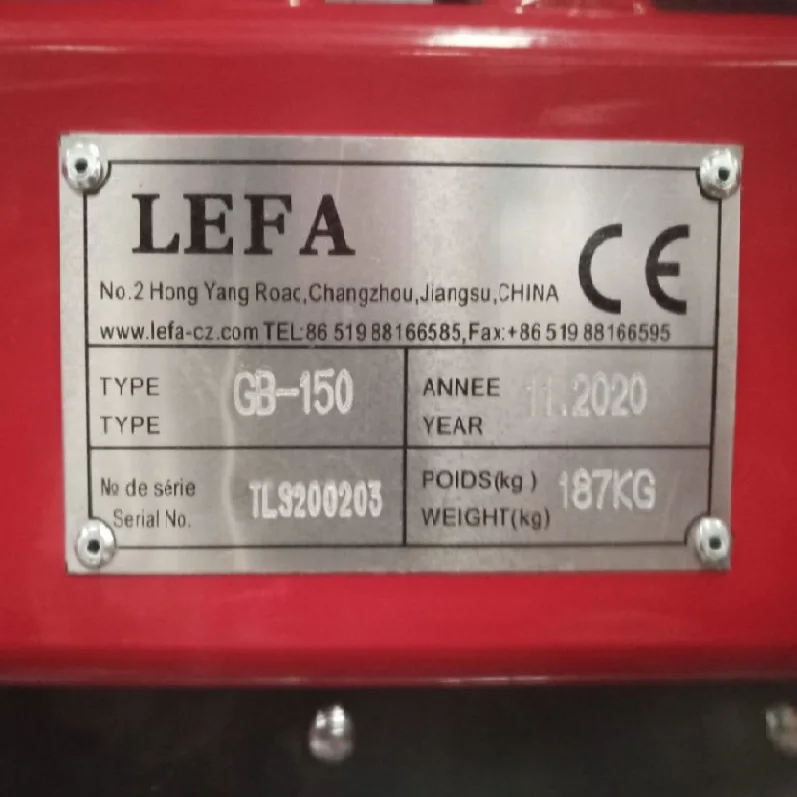 LEFA
CE
No.2 Hong Yang Road,Changzhou,Jiangsu,CHINA
www.lefa-cz.com TEL:86 519 88166585,Fax:+86 519 88166595
TYPE GB-150 ANNEE 11.2020
TYPE YEAR
№ de série TLS200203 POIDS(kg) 187KG
Serial No. WEIGHT(kg)